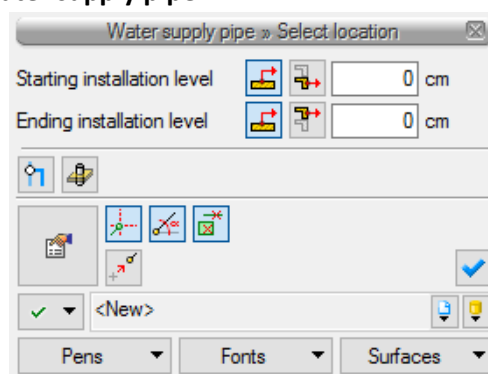 Water supply pipe » Select location
Starting installation level 0 cm
Ending installation level 0 cm
<New>
Pens Fonts Surfaces